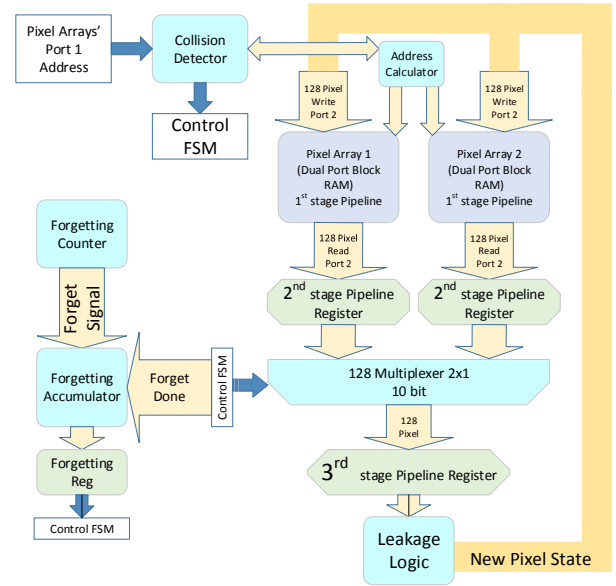 Pixel Arrays'
Port 1
Address
Collision
Detector
Address
Calculator
Control
FSM
128 Pixel
Write
Port 2
128 Pixel
Write
Port 2
Pixel Array 1
(Dual Port Block
RAM)
1st stage Pipeline
Pixel Array 2
(Dual Port Block
RAM)
1st stage Pipeline
128 Pixel
Read
Port 2
128 Pixel
Read
Port 2
2nd stage Pipeline
Register
2nd stage Pipeline
Register
Forgetting
Counter
Forget
Signal
Forgetting
Accumulator
Forget
Done
Control FSM
128 Multiplexer 2x1
10 bit
128
Pixel
3rd stage Pipeline Register
Forgetting
Reg
Control FSM
Leakage
Logic
New Pixel State